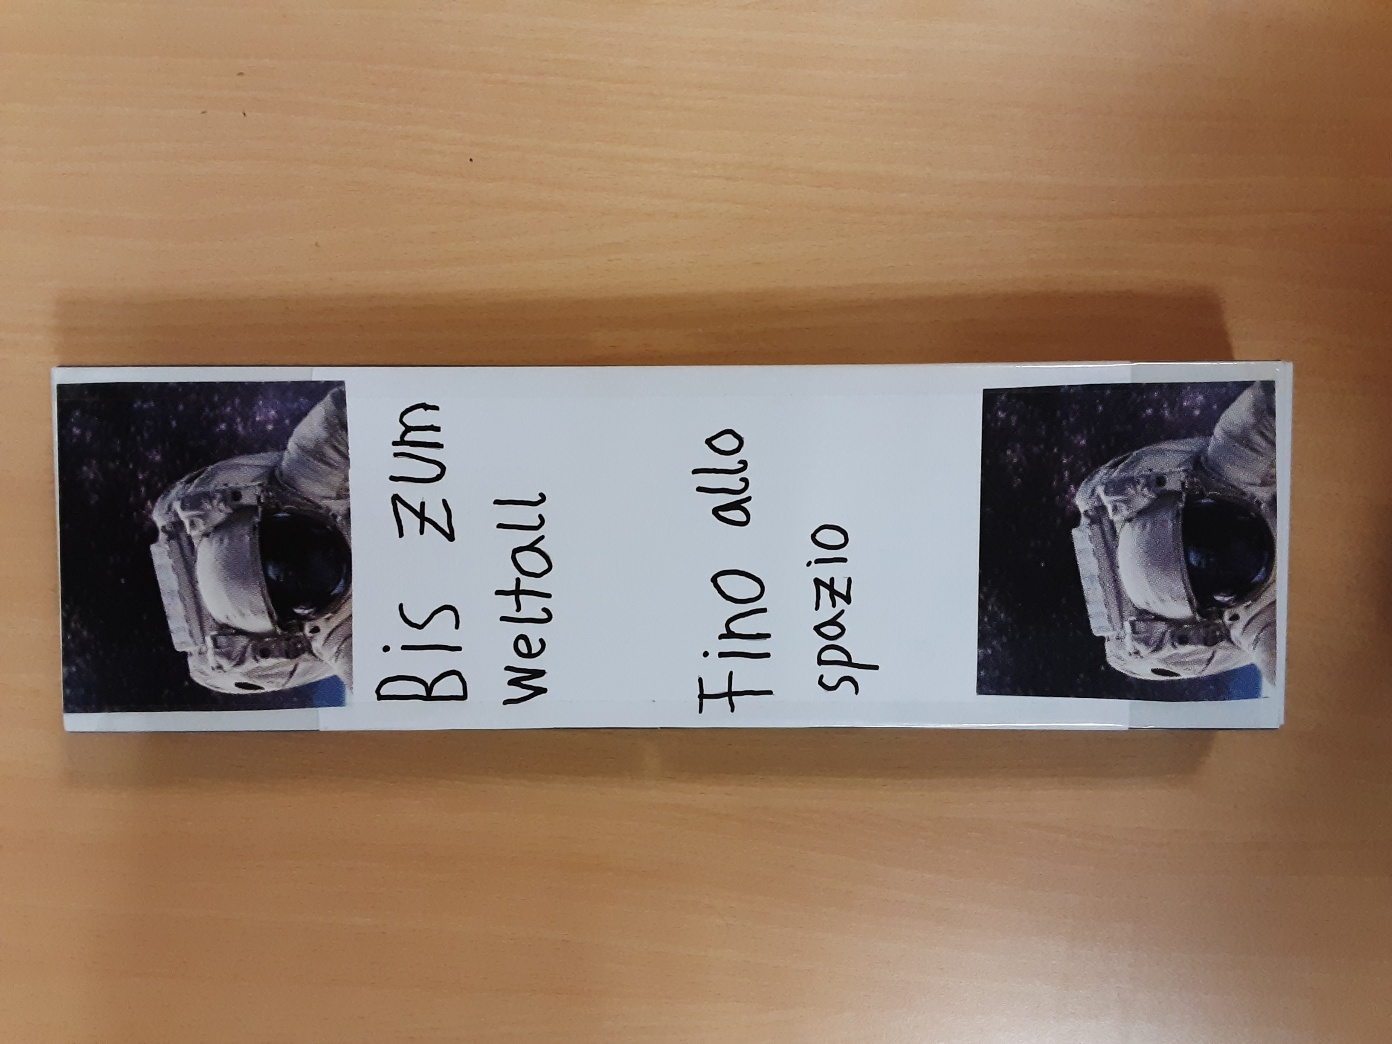 Bis zum
weltall
Fino allo
spazio